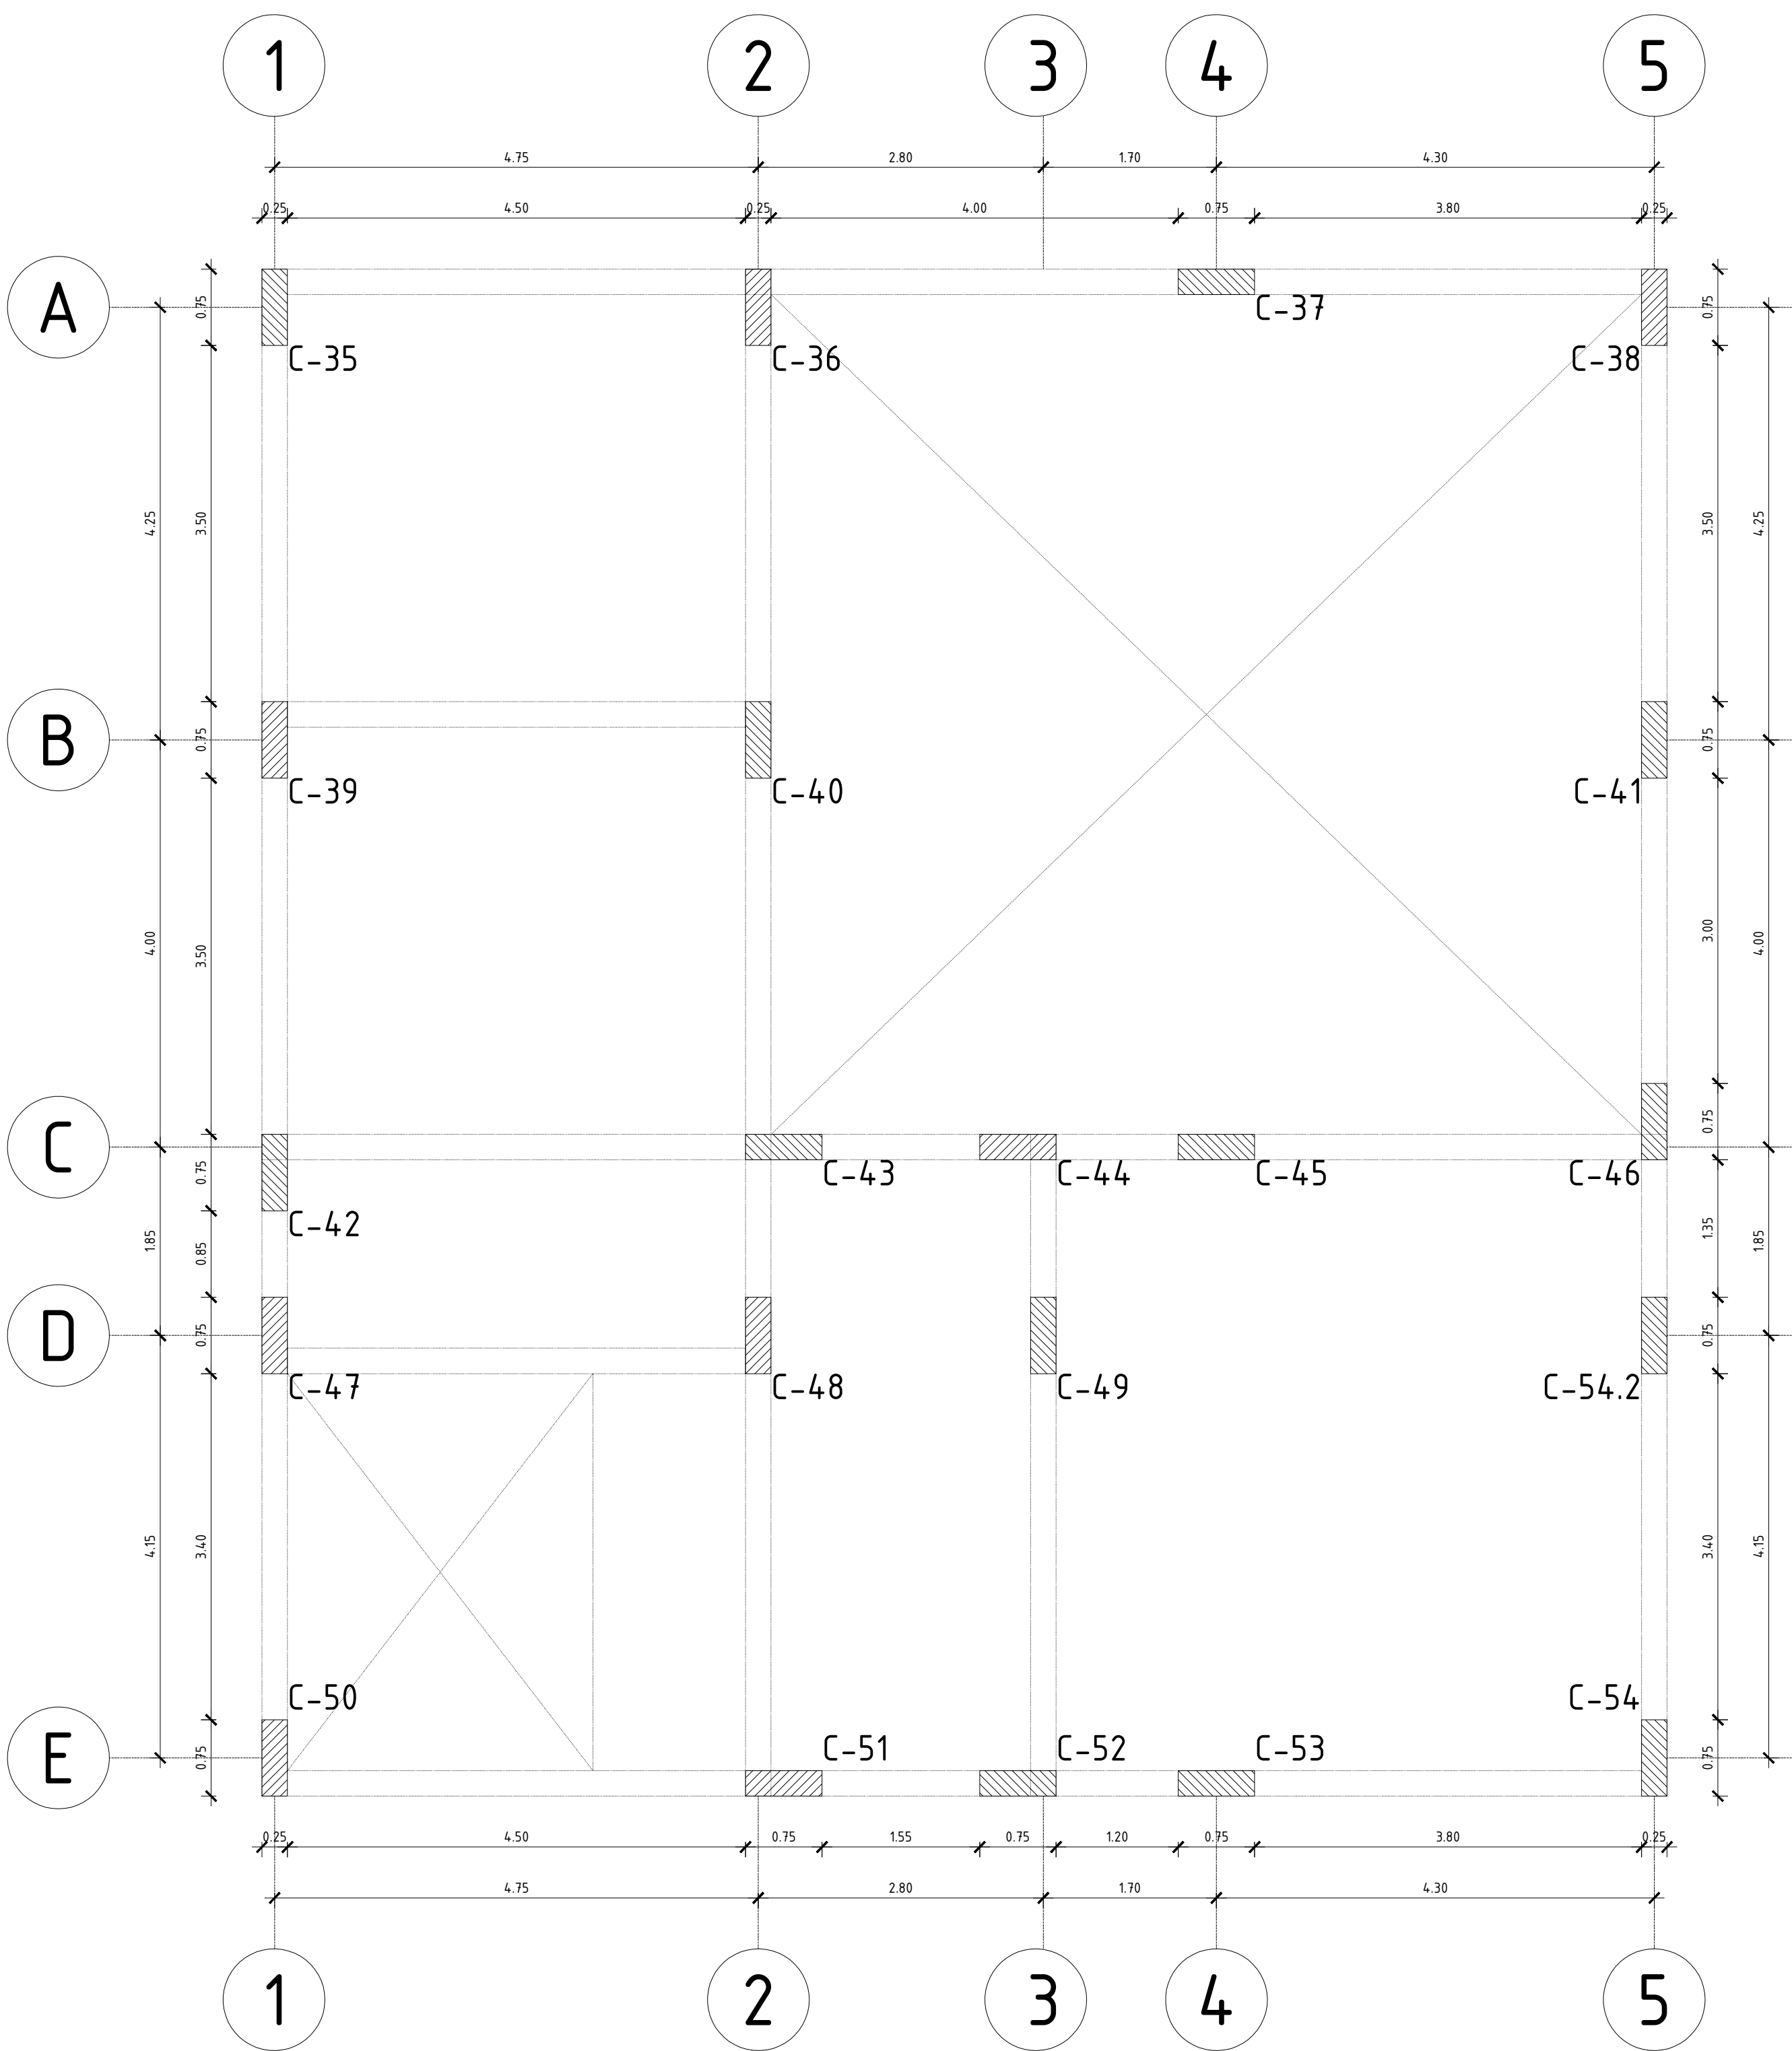 1 2 3 4 5
4.75 2.80 1.70 4.30
0.25 4.50 0.25 4.00 0.75 3.80 0.25
A 0.75 0.75
C-37
C-35 C-36 C-38
4.25 3.50 3.50 4.25
B 0.75 0.75
C-39 C-40 C-41
4.00 3.50 3.00 4.00
C 0.75 0.75
C-43 C-44 C-45 C-46
C-42
1.85 0.85 1.35 1.85
D 0.75 0.75
C-47 C-48 C-49 C-54.2
4.15 3.40 3.40 4.15
C-50 C-54
C-51 C-52 C-53
E 0.75 0.75
0.25 4.50 0.75 1.55 0.75 1.20 0.75 3.80 0.25
4.75 2.80 1.70 4.30
1 2 3 4 5